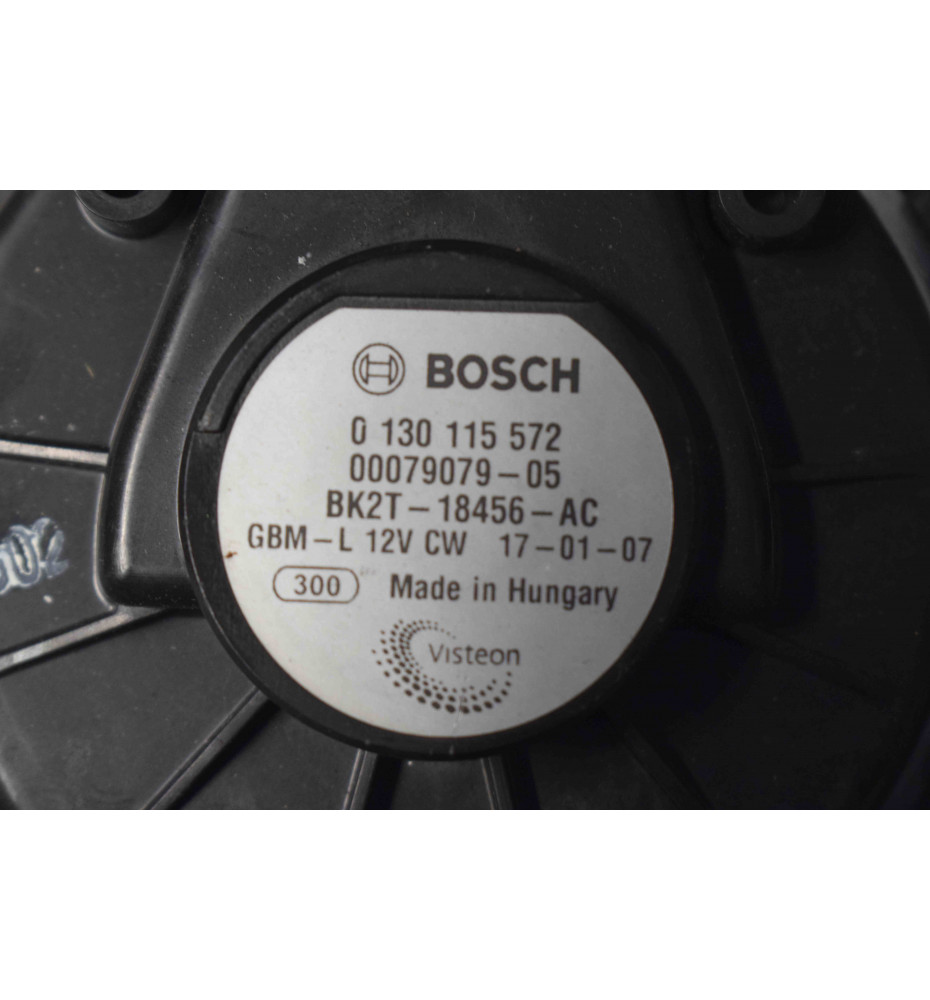 BOSCH
0 130 115 572
00079079-05
BK2T-18456-AC
GBM-L 12V CW 17-01-07
300 Made in Hungary
Visteon